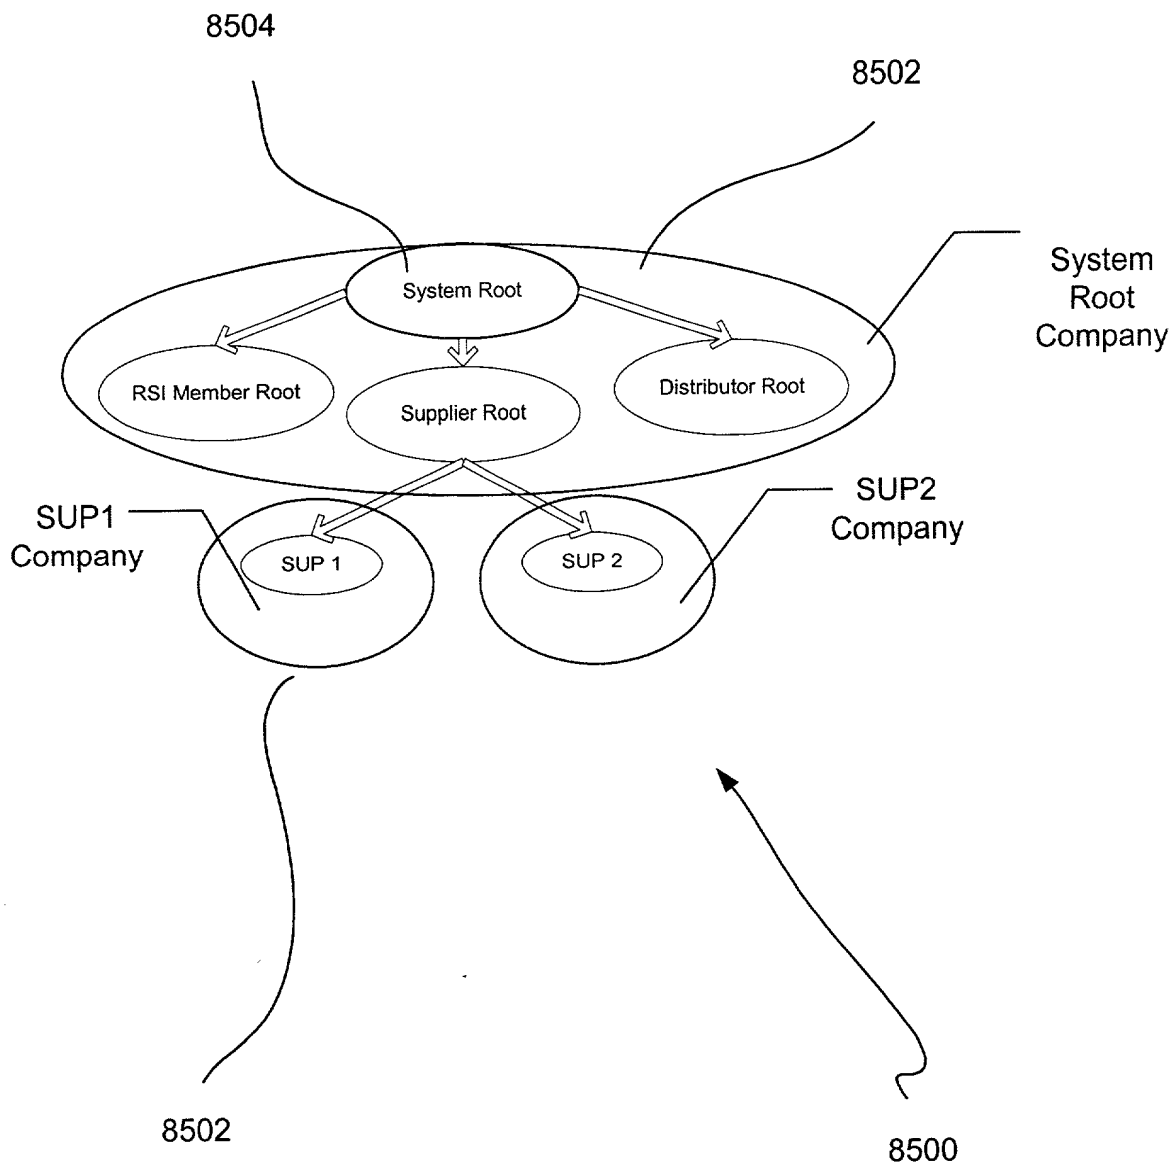 8504
8502
System Root
System
Root
Company
RSI Member Root
Supplier Root
Distributor Root
SUP1
Company
SUP2
Company
SUP 1
SUP 2
8502
8500